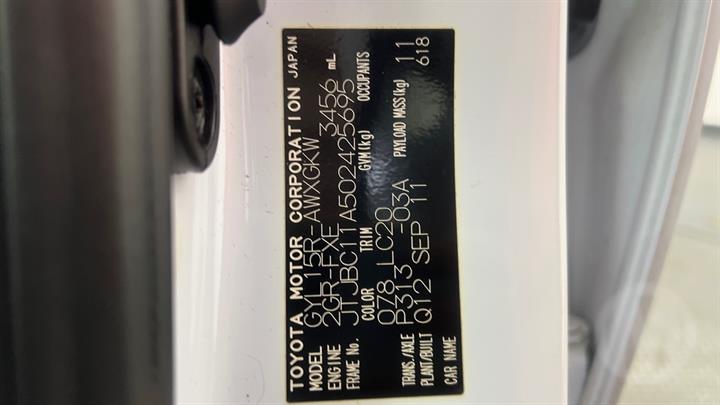 TOYOTA MOTOR CORPORATION JAPAN
MODEL GYL15R-AWXGKW
ENGINE 2GR-FXE 3456 mL
FRAME No. JTJBC11A502425695
COLOR TRIM GVM(kg) OCCUPANTS
078 LC20
TRANS./AXLE P313 -03A PAYLOAD MASS(kg) 11
PLANT/BUILT Q12 SEP 11 618
CAR NAME